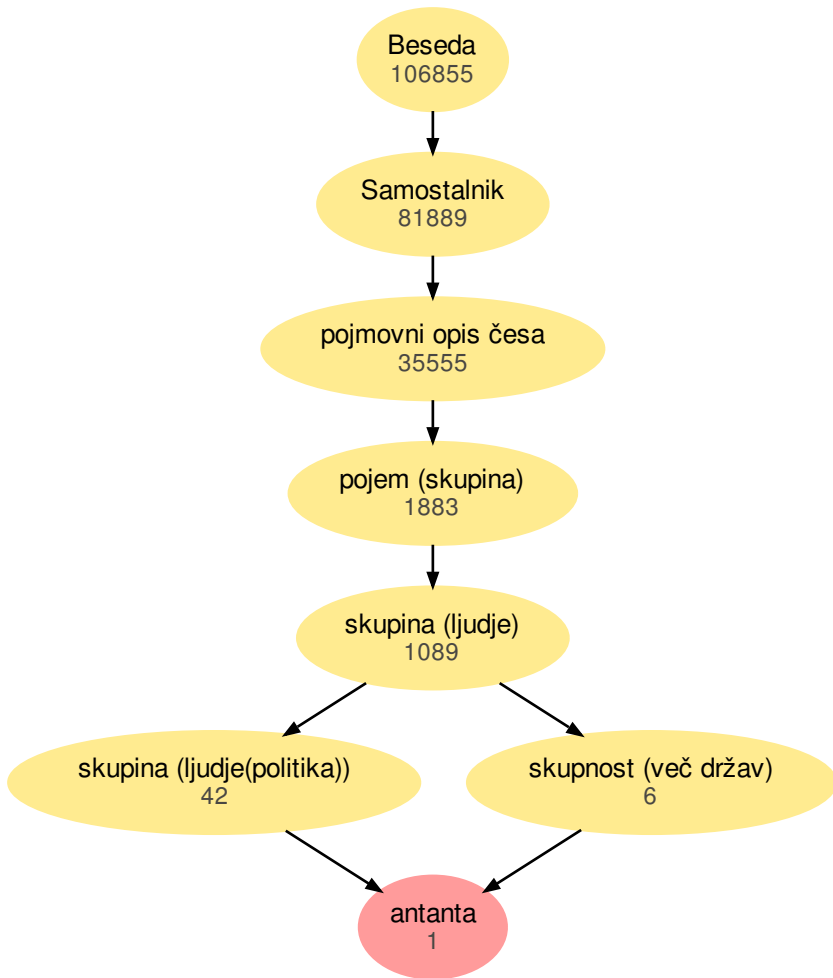 Beseda
106855
Samostalnik
81889
pojmovni opis česa
35555
pojem (skupina)
1883
skupina (ljudje)
1089
skupina (ljudje(politika))
42
skupnost (več držav)
6
antanta
1